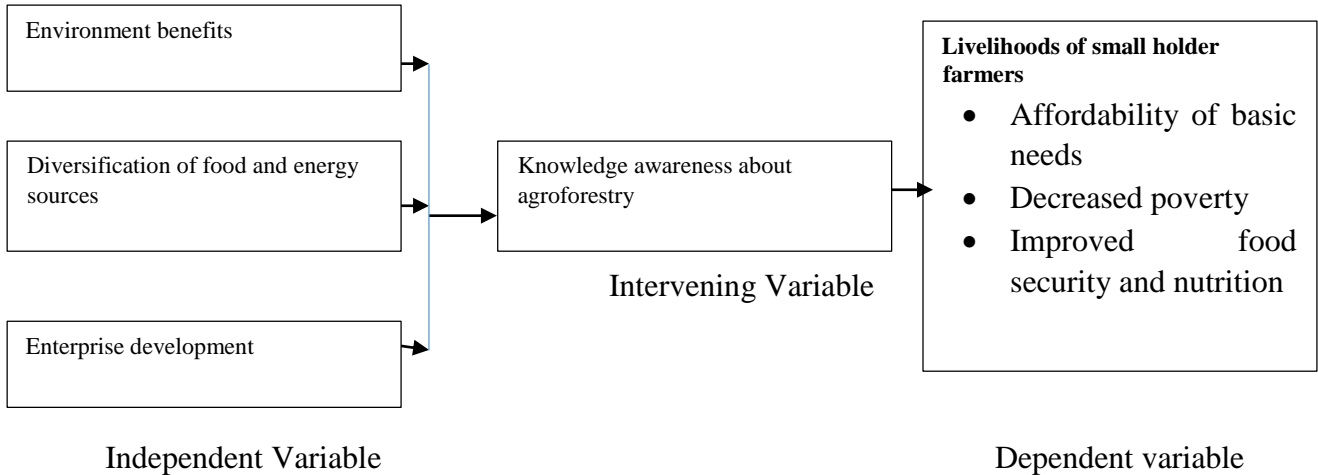 Environment benefits
Diversification of food and energy
sources
Enterprise development
Independent Variable
Knowledge awareness about
agroforestry
Intervening Variable
Livelihoods of small holder
farmers
• Affordability of basic
needs
• Decreased poverty
• Improved food
security and nutrition
Dependent variable